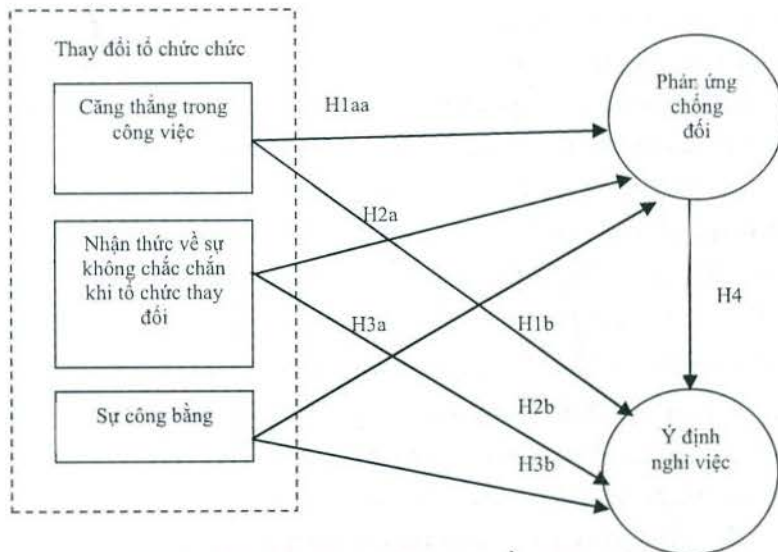 Thay đổi tổ chức chức
Căng thẳng trong
công việc
Nhận thức về sự
không chắc chắn
khi tổ chức thay
đổi
Sự công bằng
H1aa
H2a
H3a
H1b
H2b
H3b
Phản ứng
chống
đối
H4
Ý định
nghỉ việc